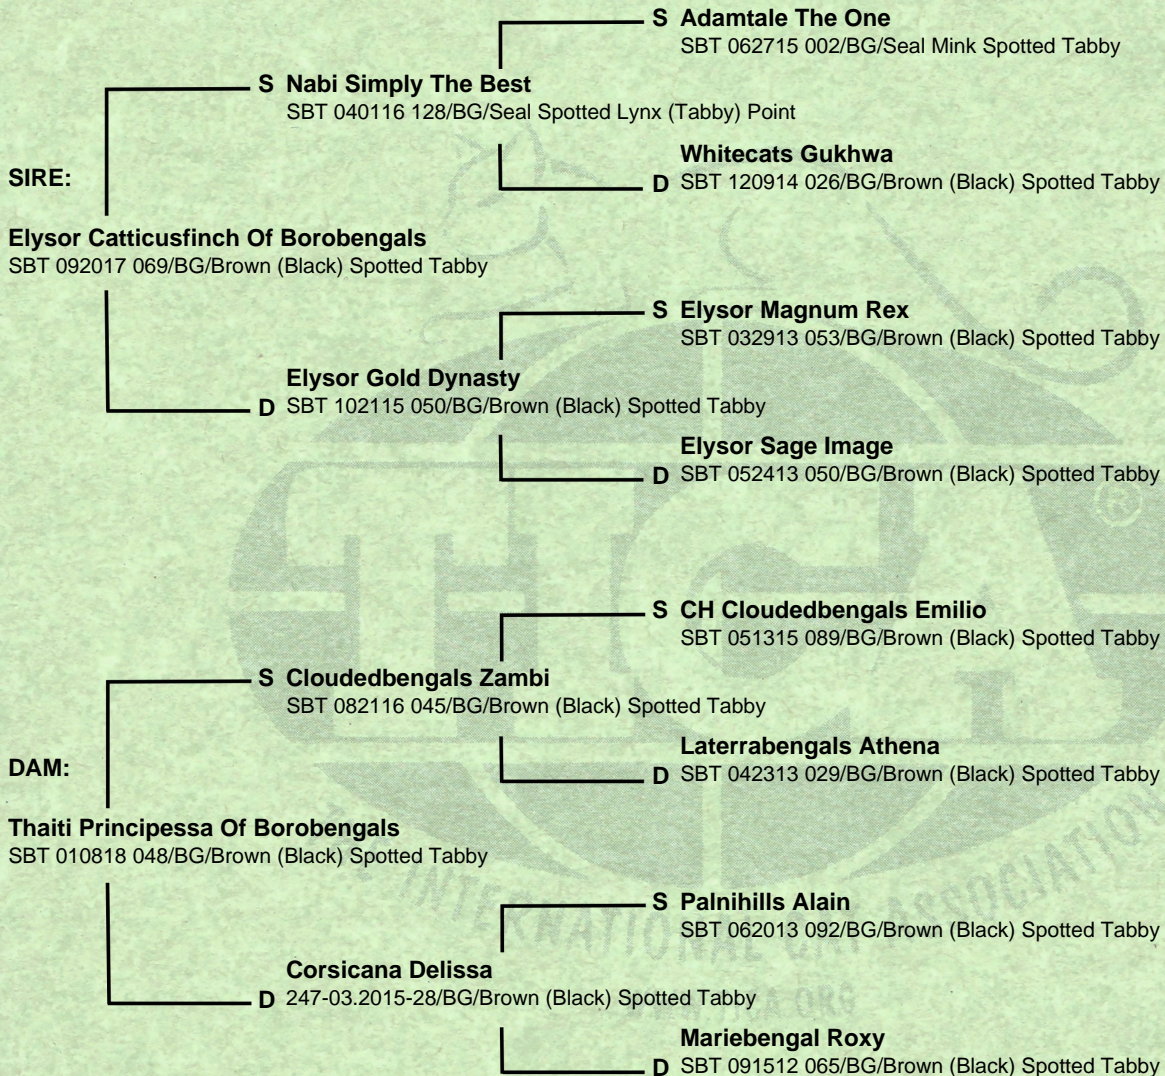 S Adamtale The One
SBT 062715 002/BG/Seal Mink Spotted Tabby
S Nabi Simply The Best
SBT 040116 128/BG/Seal Spotted Lynx (Tabby) Point
Whitecats Gukhwa
D SBT 120914 026/BG/Brown (Black) Spotted Tabby
SIRE:
Elysor Catticusfinch Of Borobengals
SBT 092017 069/BG/Brown (Black) Spotted Tabby
S Elysor Magnum Rex
SBT 032913 053/BG/Brown (Black) Spotted Tabby
Elysor Gold Dynasty
D SBT 102115 050/BG/Brown (Black) Spotted Tabby
Elysor Sage Image
D SBT 052413 050/BG/Brown (Black) Spotted Tabby
TICA
®
S CH Cloudedbengals Emilio
SBT 051315 089/BG/Brown (Black) Spotted Tabby
S Cloudedbengals Zambi
SBT 082116 045/BG/Brown (Black) Spotted Tabby
Laterrabengals Athena
D SBT 042313 029/BG/Brown (Black) Spotted Tabby
DAM:
Thaiti Principessa Of Borobengals
SBT 010818 048/BG/Brown (Black) Spotted Tabby
S Palnihills Alain
SBT 062013 092/BG/Brown (Black) Spotted Tabby
INTERNATIONAL CAT ASSOCIATION
Corsicana Delissa
D 247-03.2015-28/BG/Brown (Black) Spotted Tabby
WWW.TICA.ORG
Mariebengal Roxy
D SBT 091512 065/BG/Brown (Black) Spotted Tabby